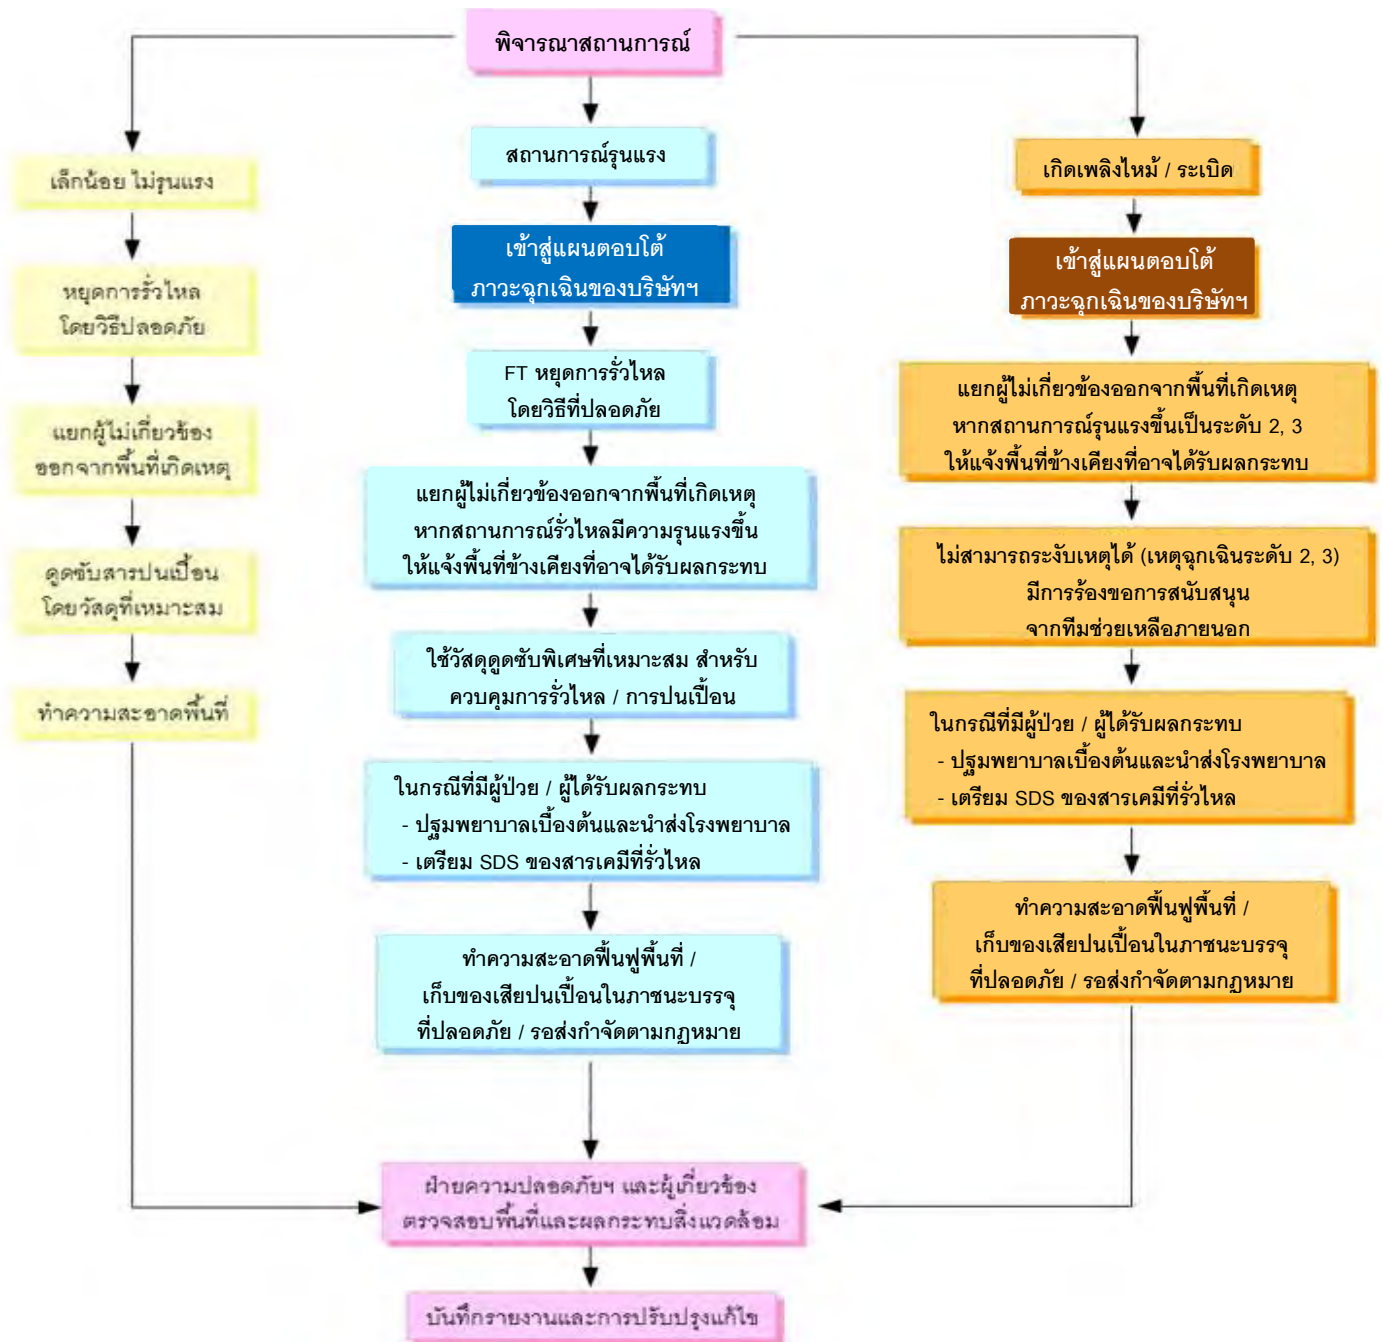 พิจารณาสถานการณ์
เล็กน้อย ไม่รุนแรง
หยุดการรั่วไหล
โดยวิธีปลอดภัย
แยกผู้ไม่เกี่ยวข้อง
ออกจากพื้นที่เกิดเหตุ
ดูดซับสารปนเปื้อน
โดยวัสดุที่เหมาะสม
ทำความสะอาดพื้นที่
สถานการณ์รุนแรง
เข้าสู่แผนตอบโต้
ภาวะฉุกเฉินของบริษัทฯ
FT หยุดการรั่วไหล
โดยวิธีที่ปลอดภัย
แยกผู้ไม่เกี่ยวข้องออกจากพื้นที่เกิดเหตุ
หากสถานการณ์รั่วไหลมีความรุนแรงขึ้น
ให้แจ้งพื้นที่ข้างเคียงที่อาจได้รับผลกระทบ
ใช้วัสดุดูดซับพิเศษที่เหมาะสม สำหรับ
ควบคุมการรั่วไหล / การปนเปื้อน
ในกรณีที่มีผู้ป่วย / ผู้ได้รับผลกระทบ
- ปฐมพยาบาลเบื้องต้นและนำส่งโรงพยาบาล
- เตรียม SDS ของสารเคมีที่รั่วไหล
ทำความสะอาดฟื้นฟูพื้นที่ /
เก็บของเสียปนเปื้อนในภาชนะบรรจุ
ที่ปลอดภัย / รอส่งกำจัดตามกฎหมาย
เกิดเพลิงไหม้ / ระเบิด
เข้าสู่แผนตอบโต้
ภาวะฉุกเฉินของบริษัทฯ
แยกผู้ไม่เกี่ยวข้องออกจากพื้นที่เกิดเหตุ
หากสถานการณ์รุนแรงขึ้นเป็นระดับ 2, 3
ให้แจ้งพื้นที่ข้างเคียงที่อาจได้รับผลกระทบ
ไม่สามารถระงับเหตุได้ (เหตุฉุกเฉินระดับ 2, 3)
มีการร้องขอการสนับสนุน
จากทีมช่วยเหลือภายนอก
ในกรณีที่มีผู้ป่วย / ผู้ได้รับผลกระทบ
- ปฐมพยาบาลเบื้องต้นและนำส่งโรงพยาบาล
- เตรียม SDS ของสารเคมีที่รั่วไหล
ทำความสะอาดฟื้นฟูพื้นที่ /
เก็บของเสียปนเปื้อนในภาชนะบรรจุ
ที่ปลอดภัย / รอส่งกำจัดตามกฎหมาย
ฝ่ายความปลอดภัยฯ และผู้เกี่ยวข้อง
ตรวจสอบพื้นที่และผลกระทบสิ่งแวดล้อม
บันทึกรายงานและการปรับปรุงแก้ไข